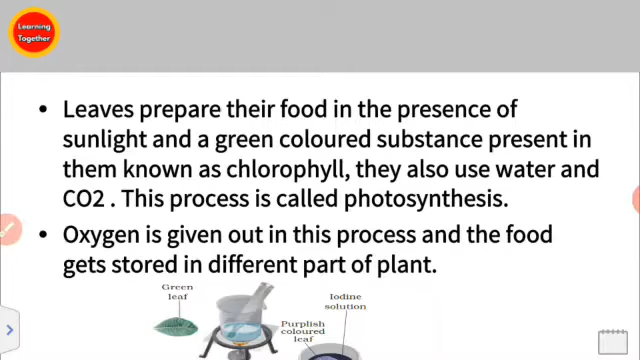 Learning
Together
• Leaves prepare their food in the presence of
sunlight and a green coloured substance present in
them known as chlorophyll, they also use water and
CO2 . This process is called photosynthesis.
• Oxygen is given out in this process and the food
gets stored in different part of plant.
Green
leaf
Iodine
solution
Purplish
coloured
leaf